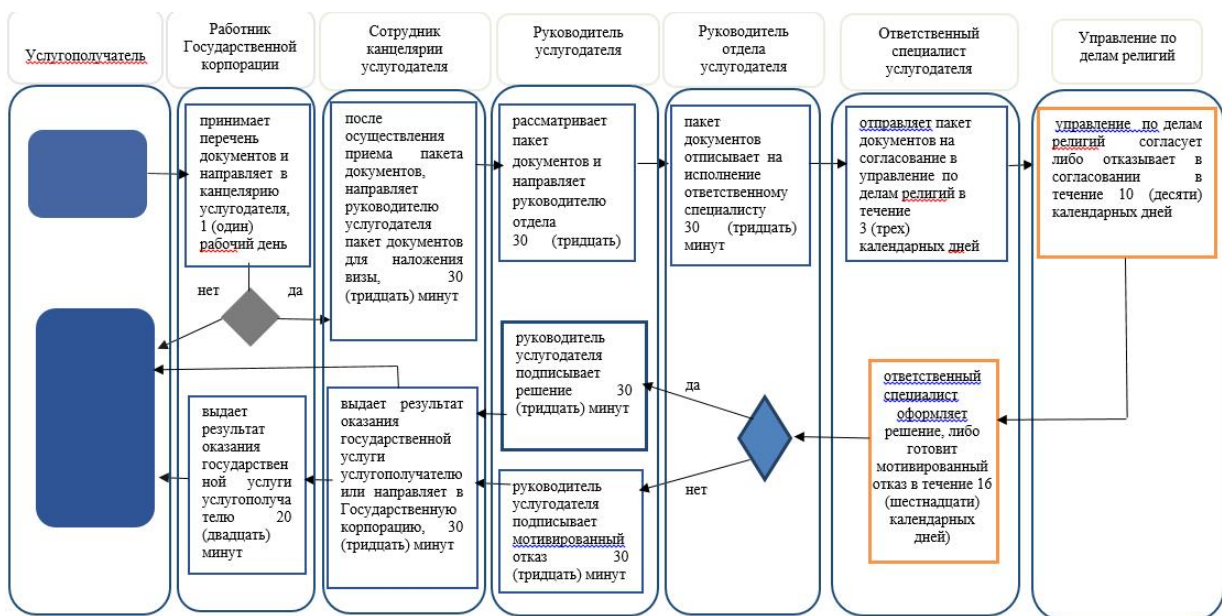 Услугополучатель
Работник
Государственной
корпорации
Сотрудник
канцелярии
услугодателя
Руководитель
услугодателя
Руководитель
отдела
услугодателя
Ответственный
специалист
услугодателя
Управление по
делам религий
принимает
перечень
документов и
направляет в
канцелярию
услугодателя,
1 (один)
рабочий день
после
осуществления
приема пакета
документов,
направляет
руководителю
услугодателя
пакет документов
для наложения
визы, 30
(тридцать) минут
рассматривает
пакет
документов и
направляет
руководителю
отдела
30 (тридцать)
пакет
документов
отписывает на
исполнение
ответственному
специалисту
30 (тридцать)
минут
отправляет пакет
документов на
согласование в
управление по
делам религий в
течение
3 (трех)
календарных дней
управление по делам
религий согласует
либо отказывает в
согласовании в
течение 10 (десяти)
календарных дней
нет
да
руководитель
услугодателя
подписывает
решение 30
(тридцать) минут
да
ответственный
специалист
оформляет
решение, либо
готовит
мотивированный
отказ в течение 16
(шестнадцати)
календарных
дней)
выдает
результат
оказания
государствен
ной услуги
услугополуча
телю 20
(двадцать)
минут
выдает результат
оказания
государственной
услуги
услугополучателю
или направляет в
Государственную
корпорацию, 30
(тридцать) минут
руководитель
услугодателя
подписывает
мотивированный
отказ 30
(тридцать) минут
нет